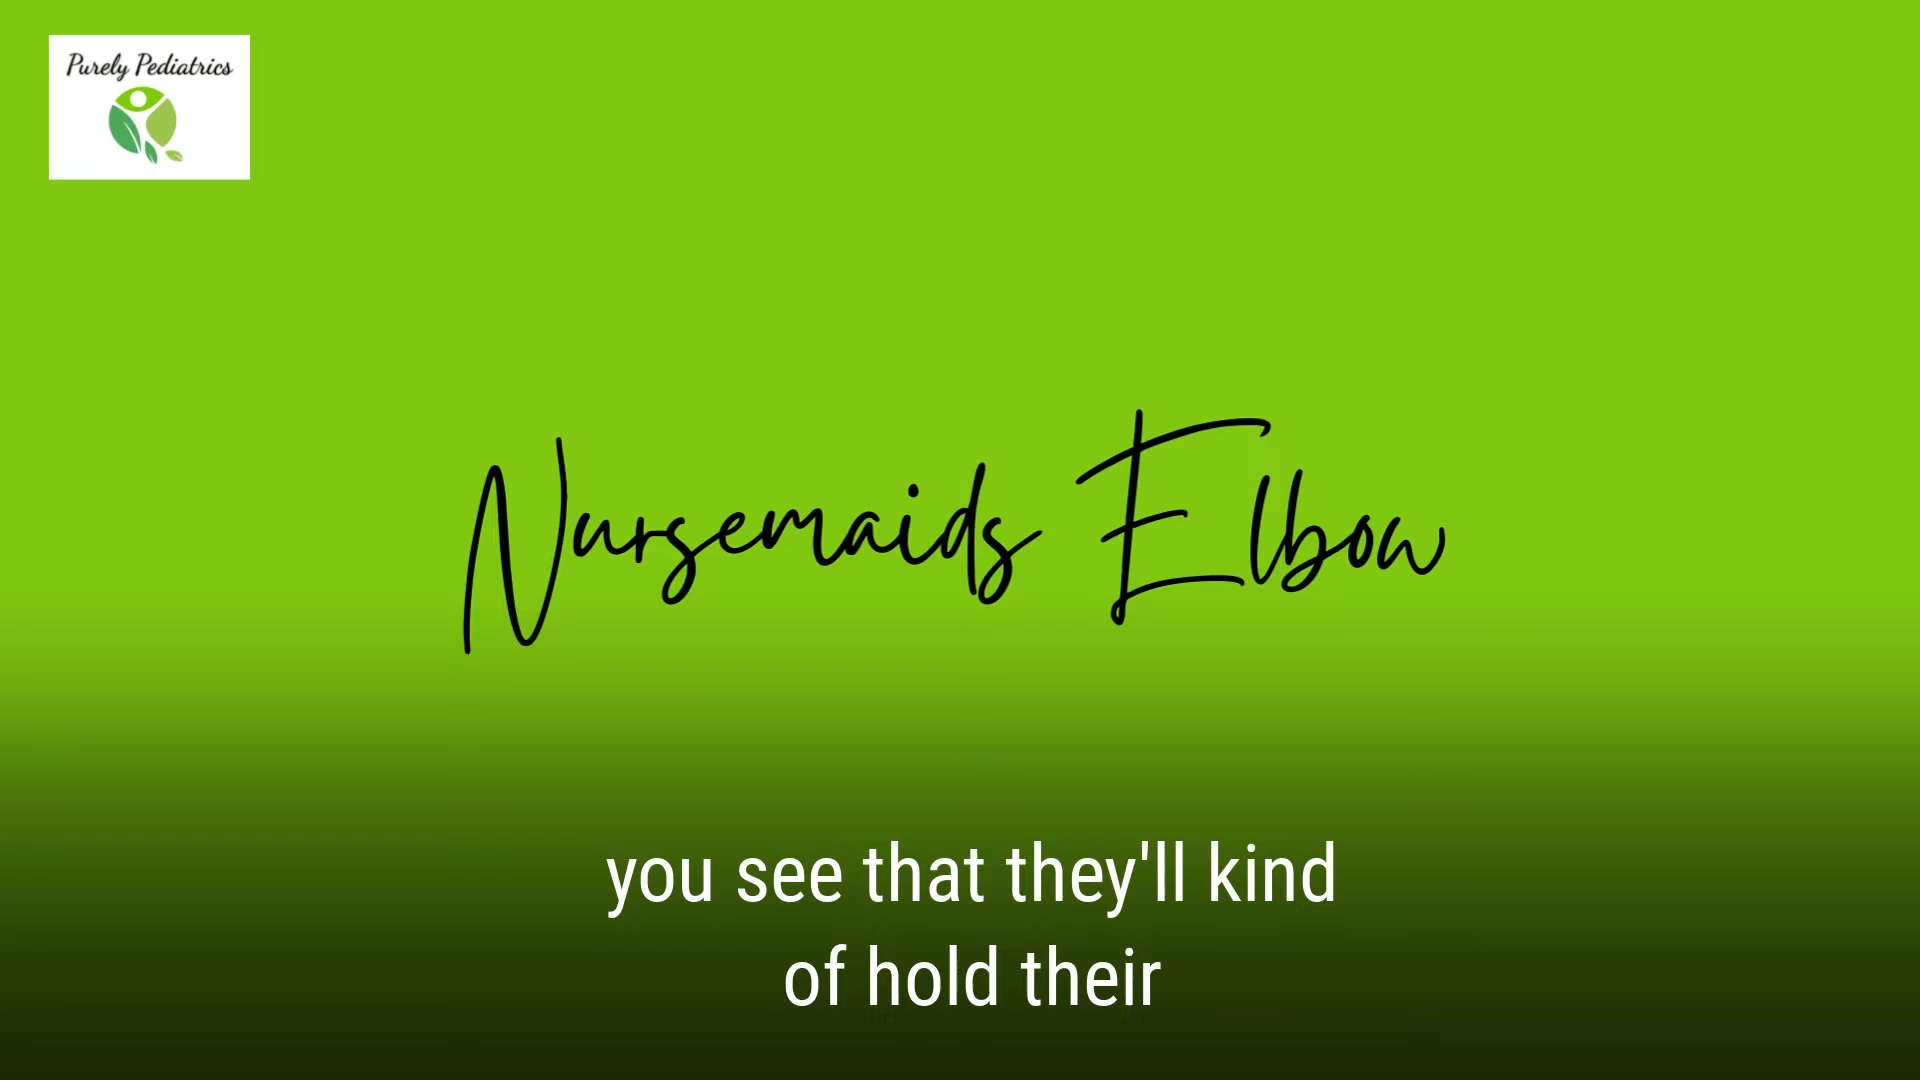 Purely Pediatrics
Nursemaids Elbow
you see that they'll kind
of hold their